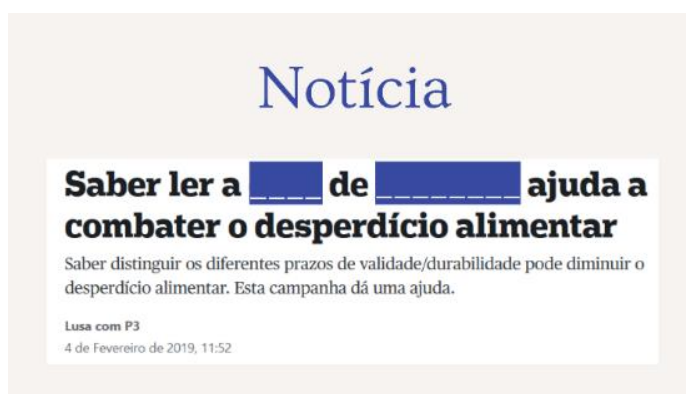 Notícia
Saber ler a ____ de ________ ajuda a
combater o desperdício alimentar
Saber distinguir os diferentes prazos de validade/durabilidade pode diminuir o
desperdício alimentar. Esta campanha dá uma ajuda.
Lusa com P3
4 de Fevereiro de 2019, 11:52